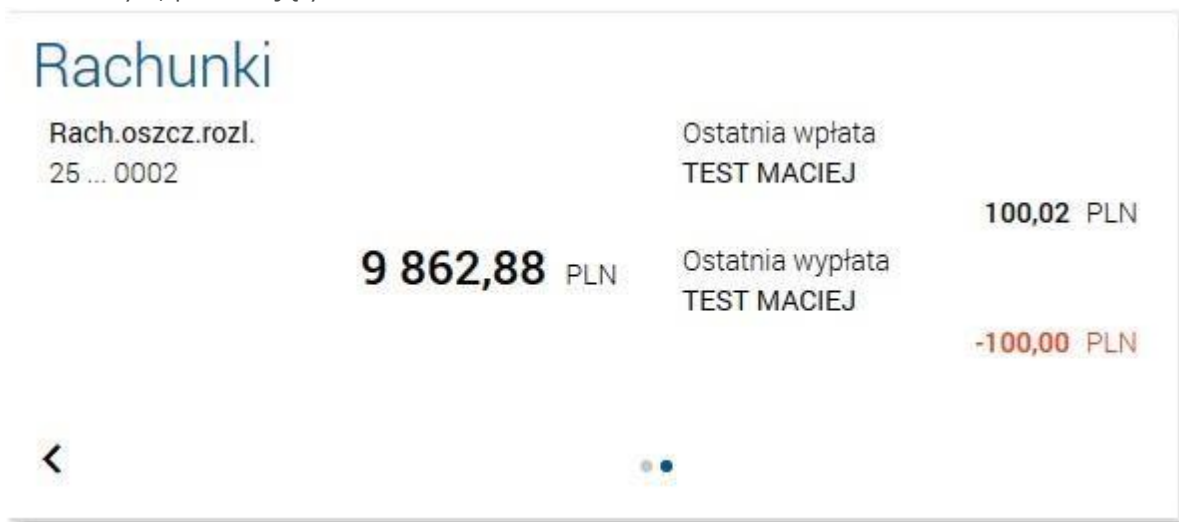 Rachunki
Rach.oszcz.rozl.
25 ... 0002
9 862,88 PLN
Ostatnia wpłata
TEST MACIEJ
100,02 PLN
Ostatnia wypłata
TEST MACIEJ
-100,00 PLN